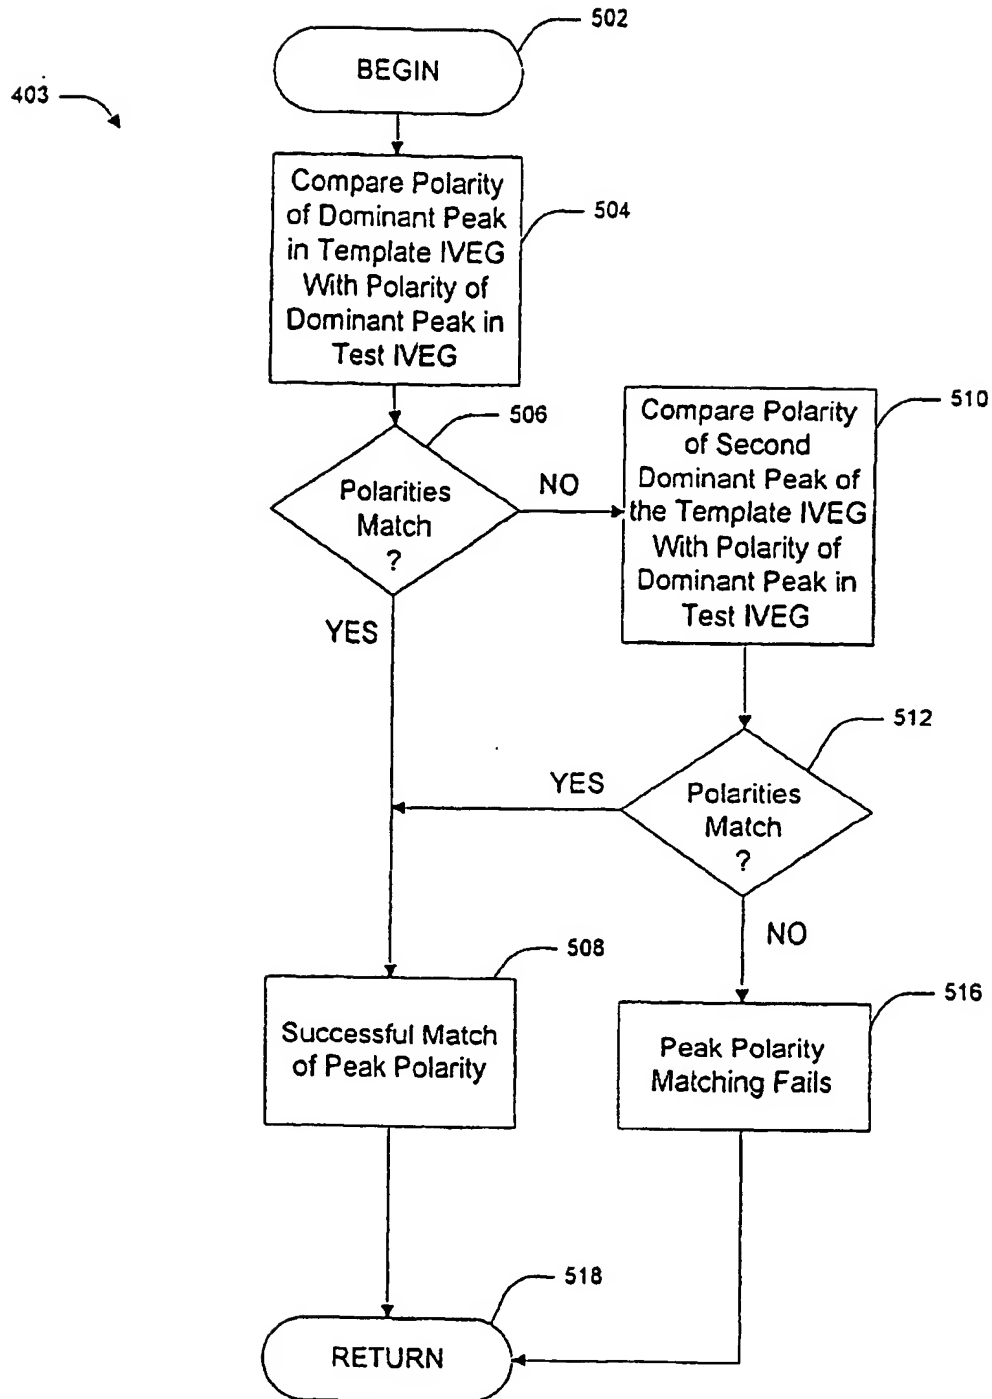 502
BEGIN
403
Compare Polarity
of Dominant Peak
in Template IVEG
With Polarity of
Dominant Peak in
Test IVEG
504
506
Polarities
Match
?
NO
YES
510
Compare Polarity
of Second
Dominant Peak of
the Template IVEG
With Polarity of
Dominant Peak in
Test IVEG
512
Polarities
Match
?
YES
NO
508
Successful Match
of Peak Polarity
516
Peak Polarity
Matching Fails
518
RETURN